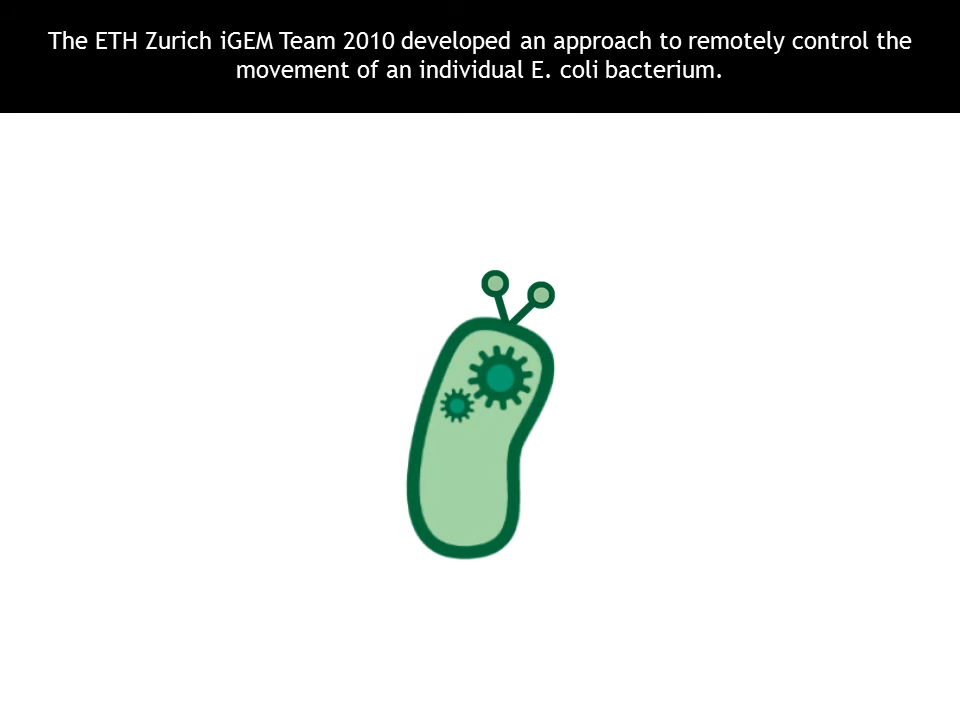 The ETH Zurich iGEM Team 2010 developed an approach to remotely control the
movement of an individual E. coli bacterium.